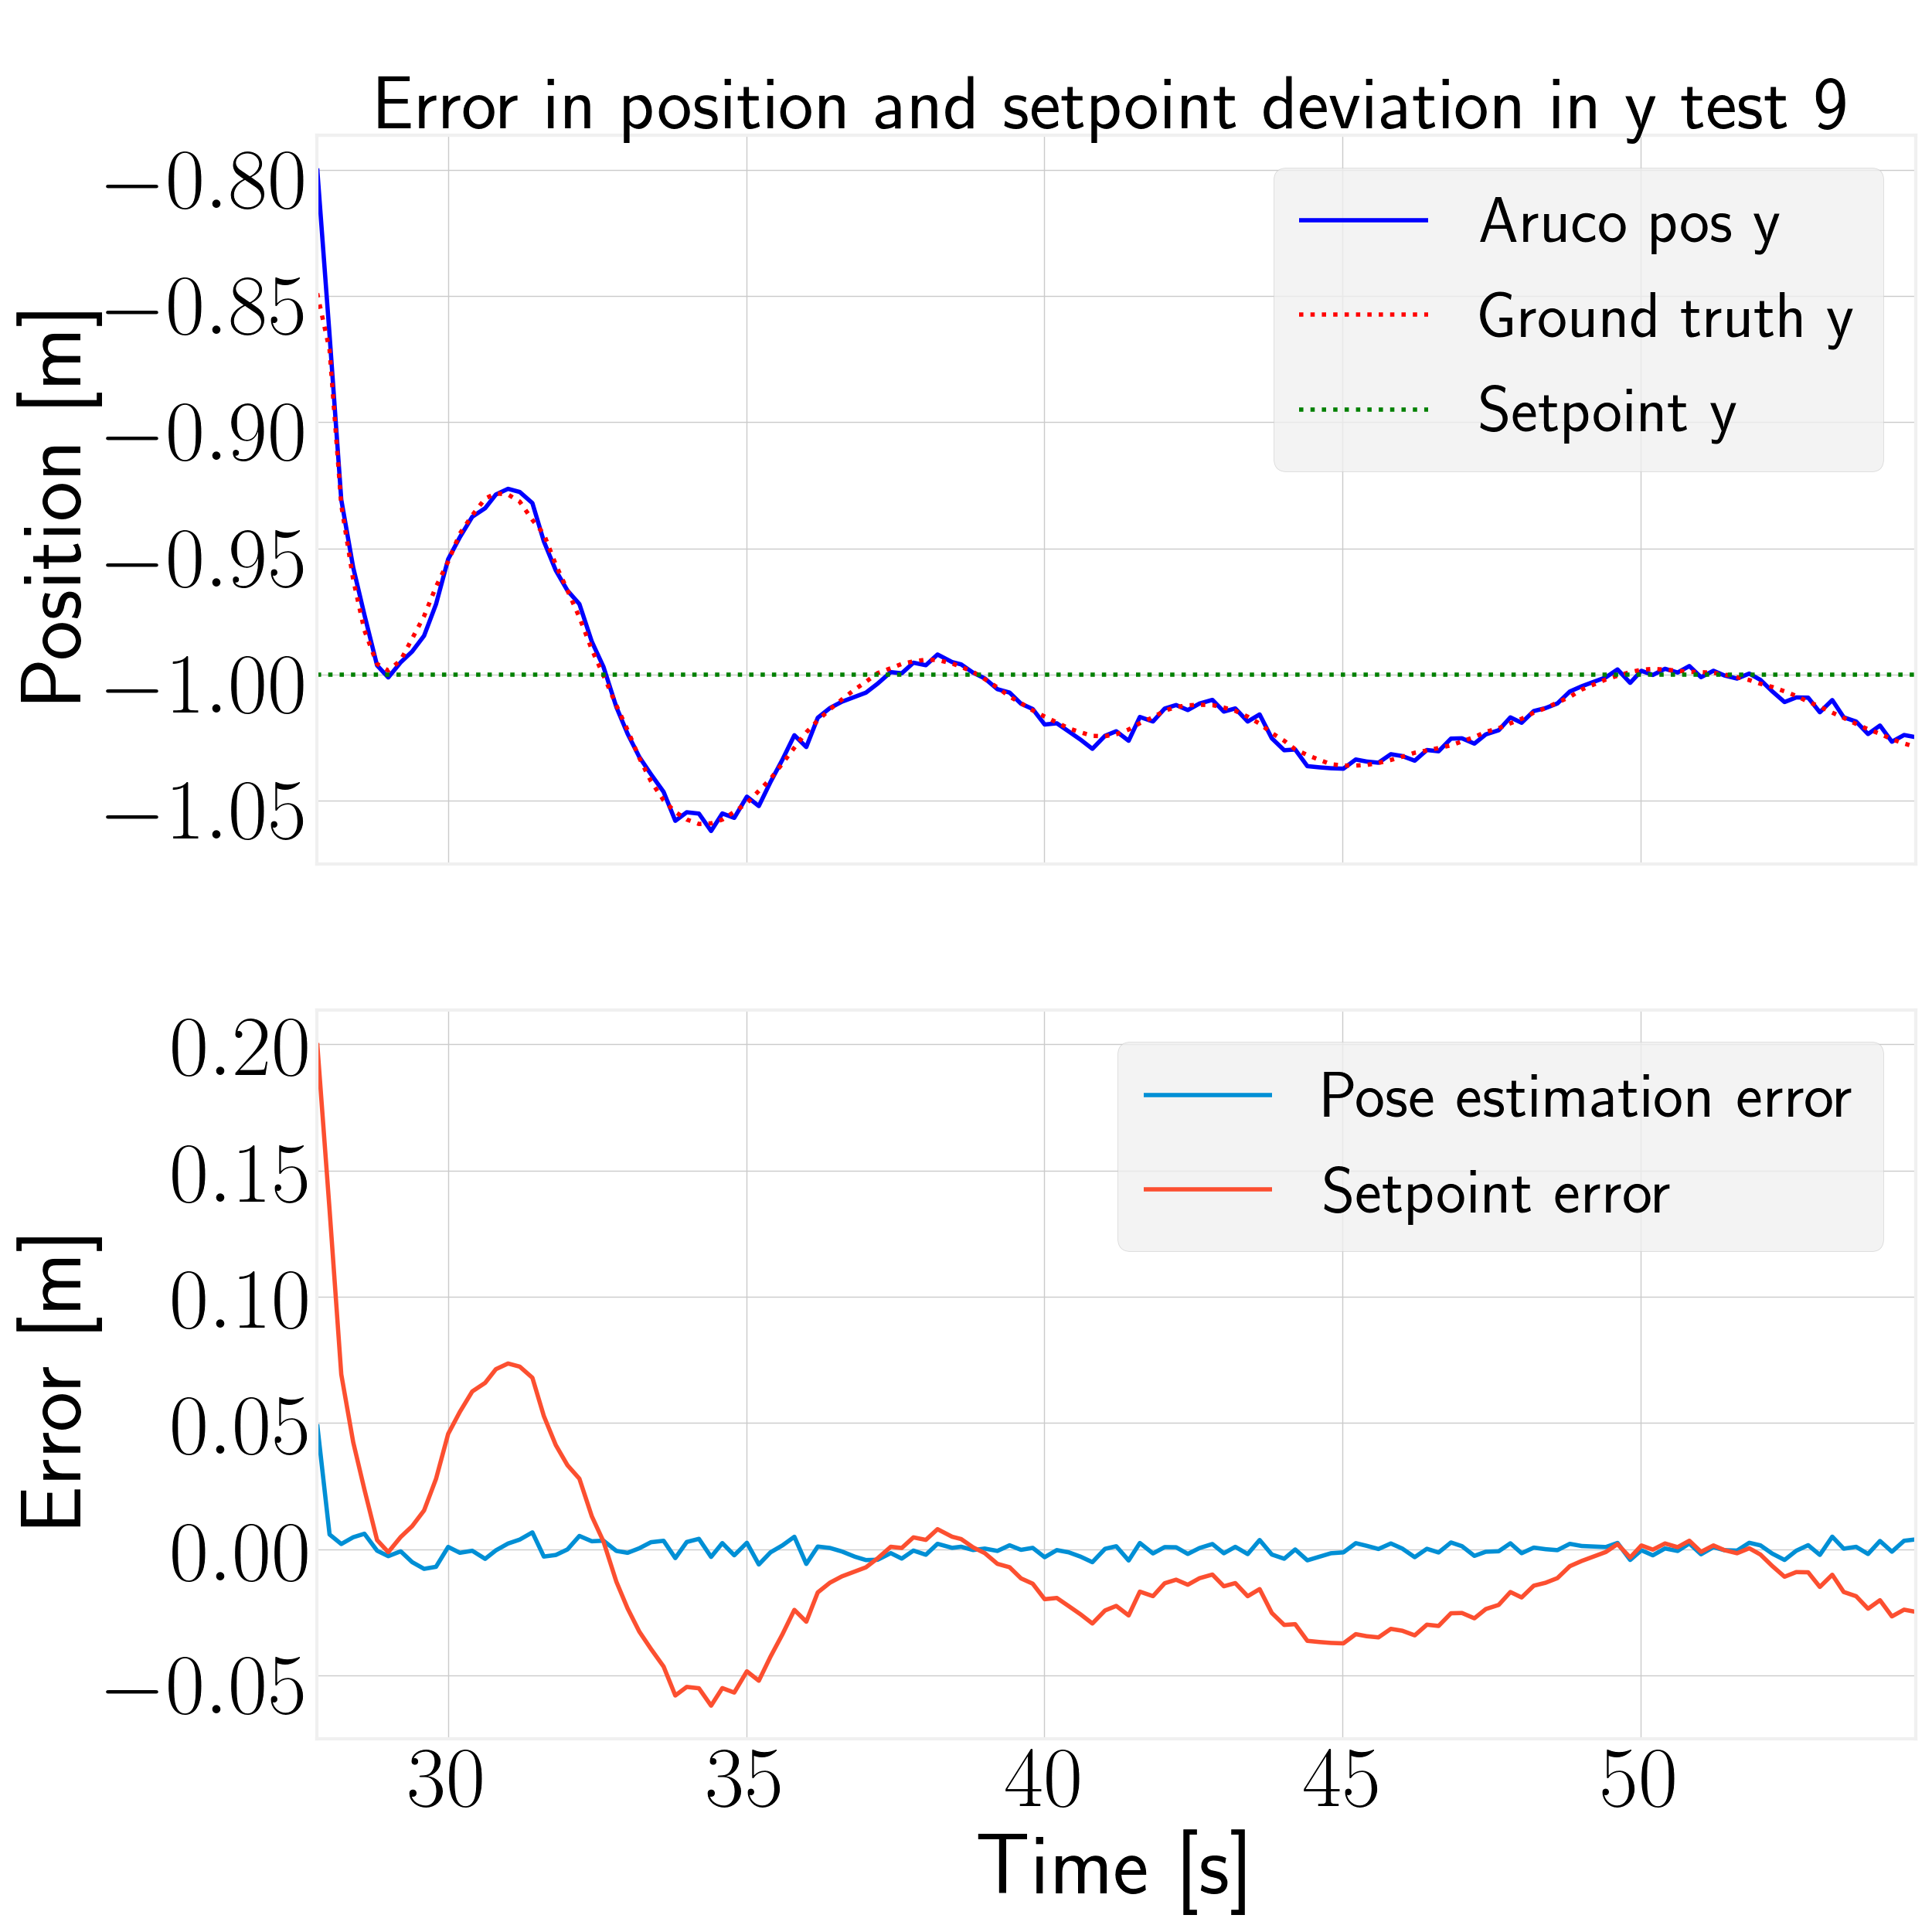 Error in position and setpoint deviation in y test 9
Position [m]
−0.80
−0.85
−0.90
−0.95
−1.00
−1.05
Aruco pos y
Ground truth y
Setpoint y
Error [m]
0.20
0.15
0.10
0.05
0.00
−0.05
Pose estimation error
Setpoint error
30 35 40 45 50
Time [s]